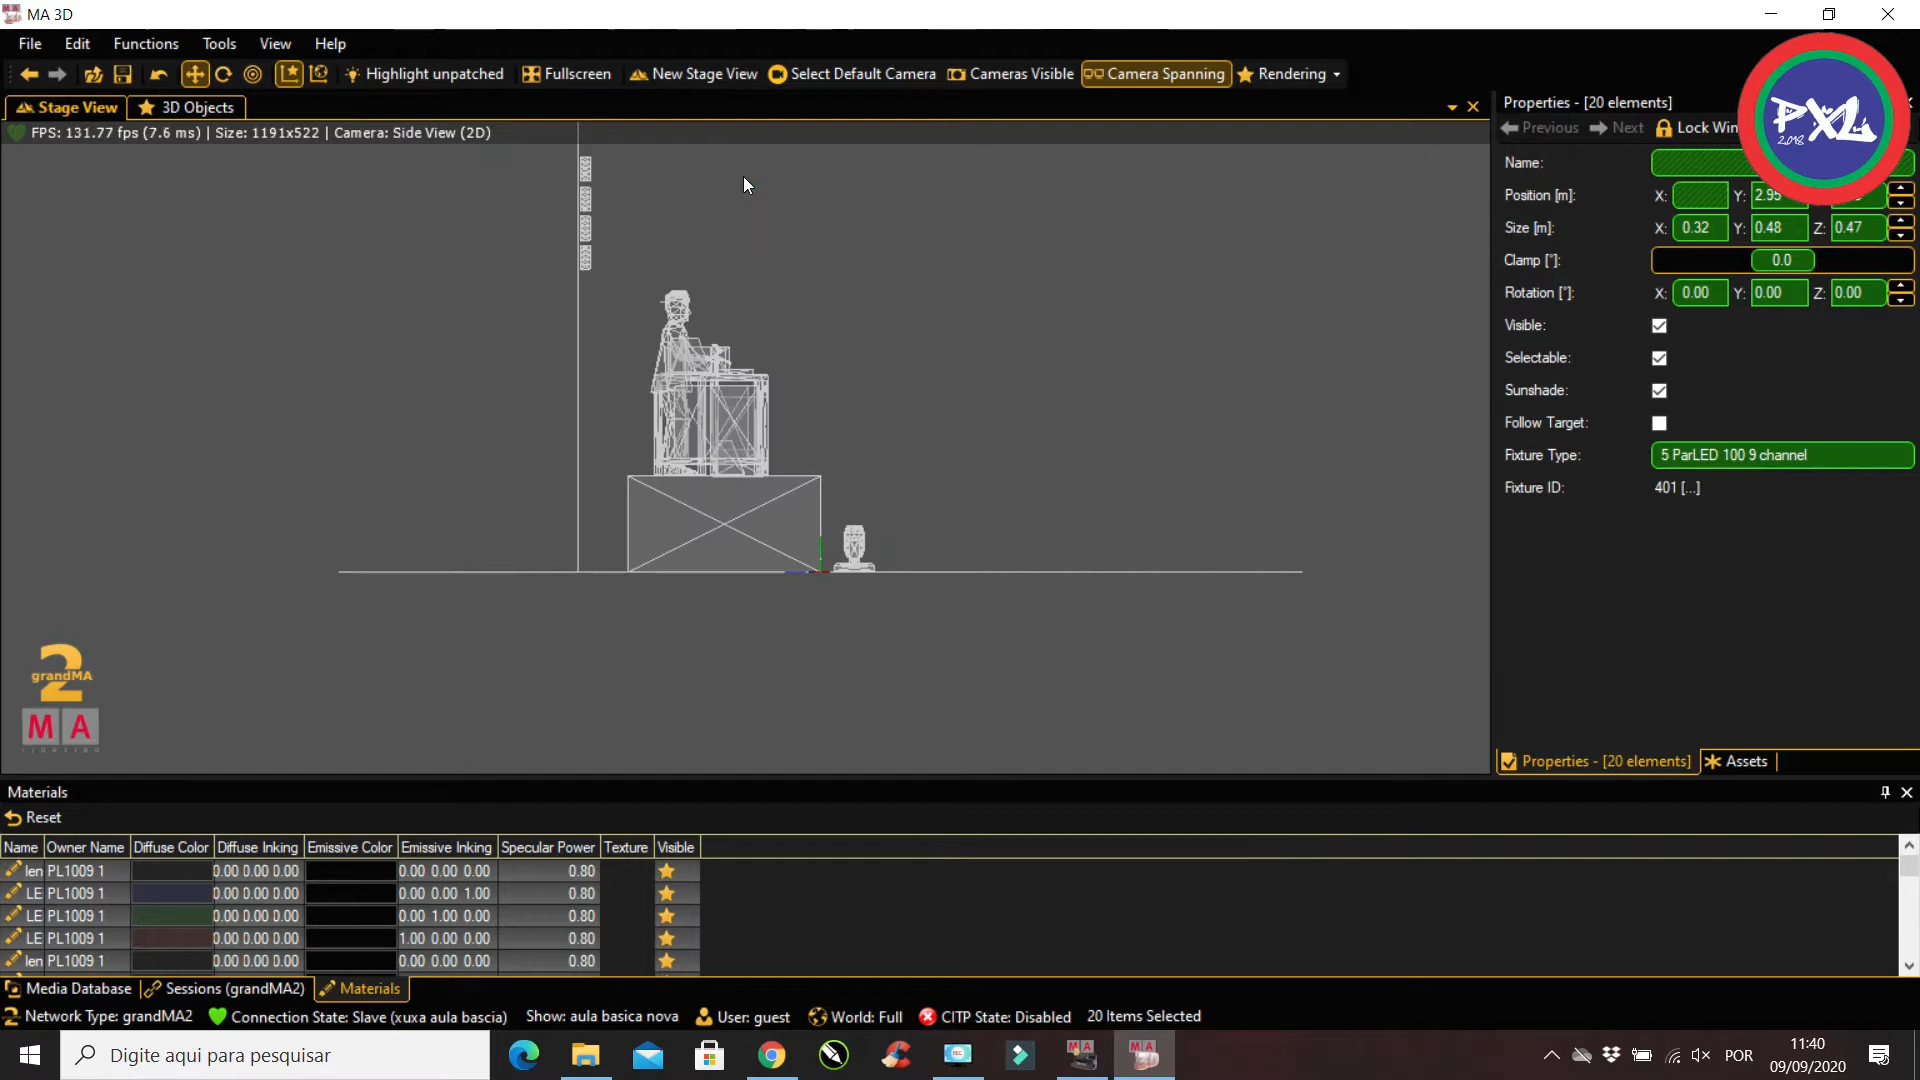 MA 3D
File Edit Functions Tools View Help
Highlight unpatched Fullscreen New Stage View Select Default Camera Cameras Visible Camera Spanning Rendering
Stage View 3D Objects
FPS: 131.77 fps (7.6 ms) | Size: 1191x522 | Camera: Side View (2D)
Properties - [20 elements]
Previous Next Lock Win
PXL
2018
Name:
Position [m]: X: Y: 2.95
Size [m]: X: 0.32 Y: 0.48 Z: 0.47
Clamp [°]: 0.0
Rotation [°]: X: 0.00 Y: 0.00 Z: 0.00
Visible:
Selectable:
Sunshade:
Follow Target:
Fixture Type: 5 ParLED 100 9 channel
Fixture ID: 401 [...]
2
grandMA
MA
LIGHTING
Properties - [20 elements] Assets
Materials
Reset
Name Owner Name Diffuse Color Diffuse Inking Emissive Color Emissive Inking Specular Power Texture Visible
len PL1009 1 0.00 0.00 0.00 0.00 0.00 0.00 0.80
LE PL1009 1 0.00 0.00 0.00 0.00 0.00 1.00 0.80
LE PL1009 1 0.00 0.00 0.00 0.00 1.00 0.00 0.80
LE PL1009 1 0.00 0.00 0.00 1.00 0.00 0.00 0.80
len PL1009 1 0.00 0.00 0.00 0.00 0.00 0.00 0.80
Media Database Sessions (grandMA2) Materials
2 Network Type: grandMA2 Connection State: Slave (xuxa aula bascia) Show: aula basica nova User: guest World: Full CITP State: Disabled 20 Items Selected
Digite aqui para pesquisar
REC
MA
MA
POR
11:40
09/09/2020